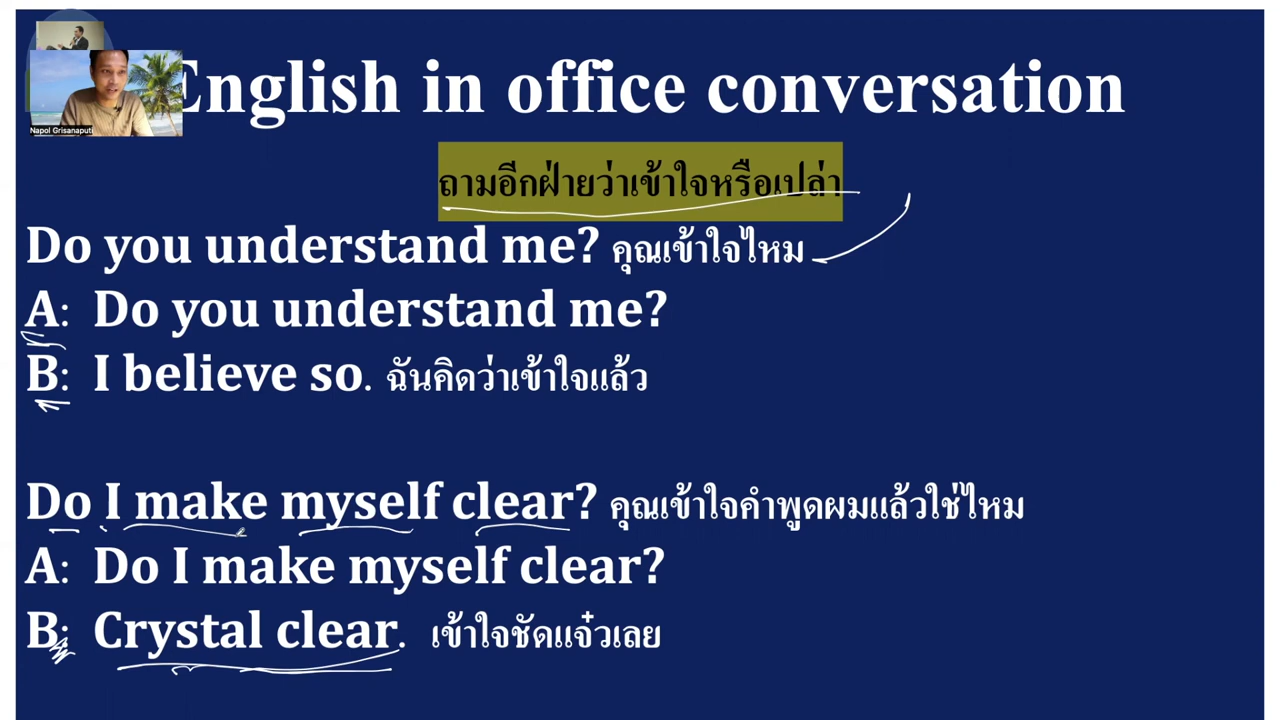 English in office conversation
Napol Grisanaputi
ถามอีกฝ่ายว่าเข้าใจหรือเปล่า
Do you understand me? คุณเข้าใจไหม
A: Do you understand me?
B: I believe so. ฉันคิดว่าเข้าใจแล้ว
Do I make myself clear? คุณเข้าใจคำพูดผมแล้วใช่ไหม
A: Do I make myself clear?
B: Crystal clear. เข้าใจชัดแจ๋วเลย